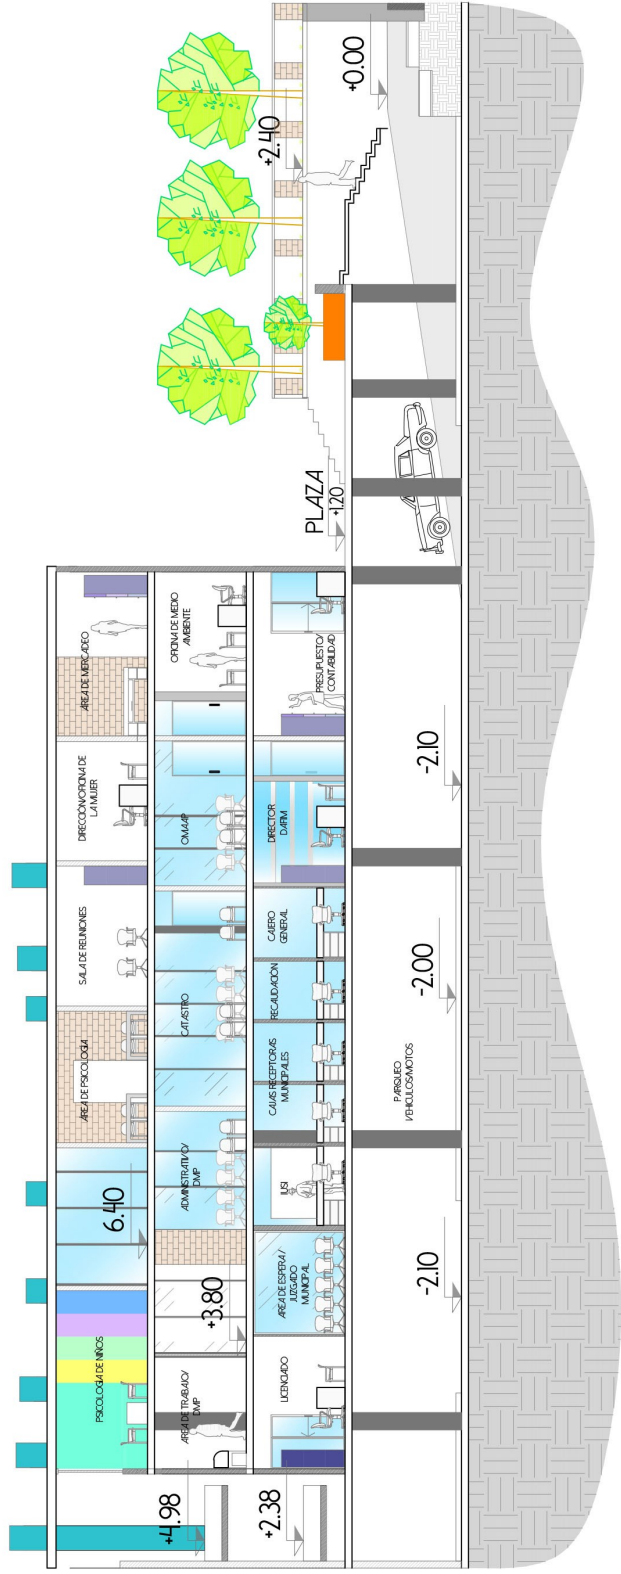 PSICOLOGÍA DE NIÑOS
6.40
ÁREA DE PSICOLOGÍA
SALA DE REUNIONES
DIRECCIÓN/OFICINA DE
LA MUJER
ÁREA DE MERCADEO
+4.98
ÁREA DE TRABAJO/
DMP
+3.80
ADMINISTRATIVO/
DMP
CATASTRO
OMAAP
OFICINA DE MEDIO
AMBIENTE
+2.40
+2.38
LICENCIADO
ÁREA DE ESPERA /
JUZGADO
MUNICIPAL
IUSI
CAJAS RECEPTORAS
MUNICIPALES
RECAUDACIÓN
CAJERO
GENERAL
DIRECTOR
DAFIM
PRESUPUESTO/
CONTABILIDAD
PLAZA
+1.20
+0.00
-2.10
PARQUEO
VEHICULOS/MOTOS
-2.00
-2.10